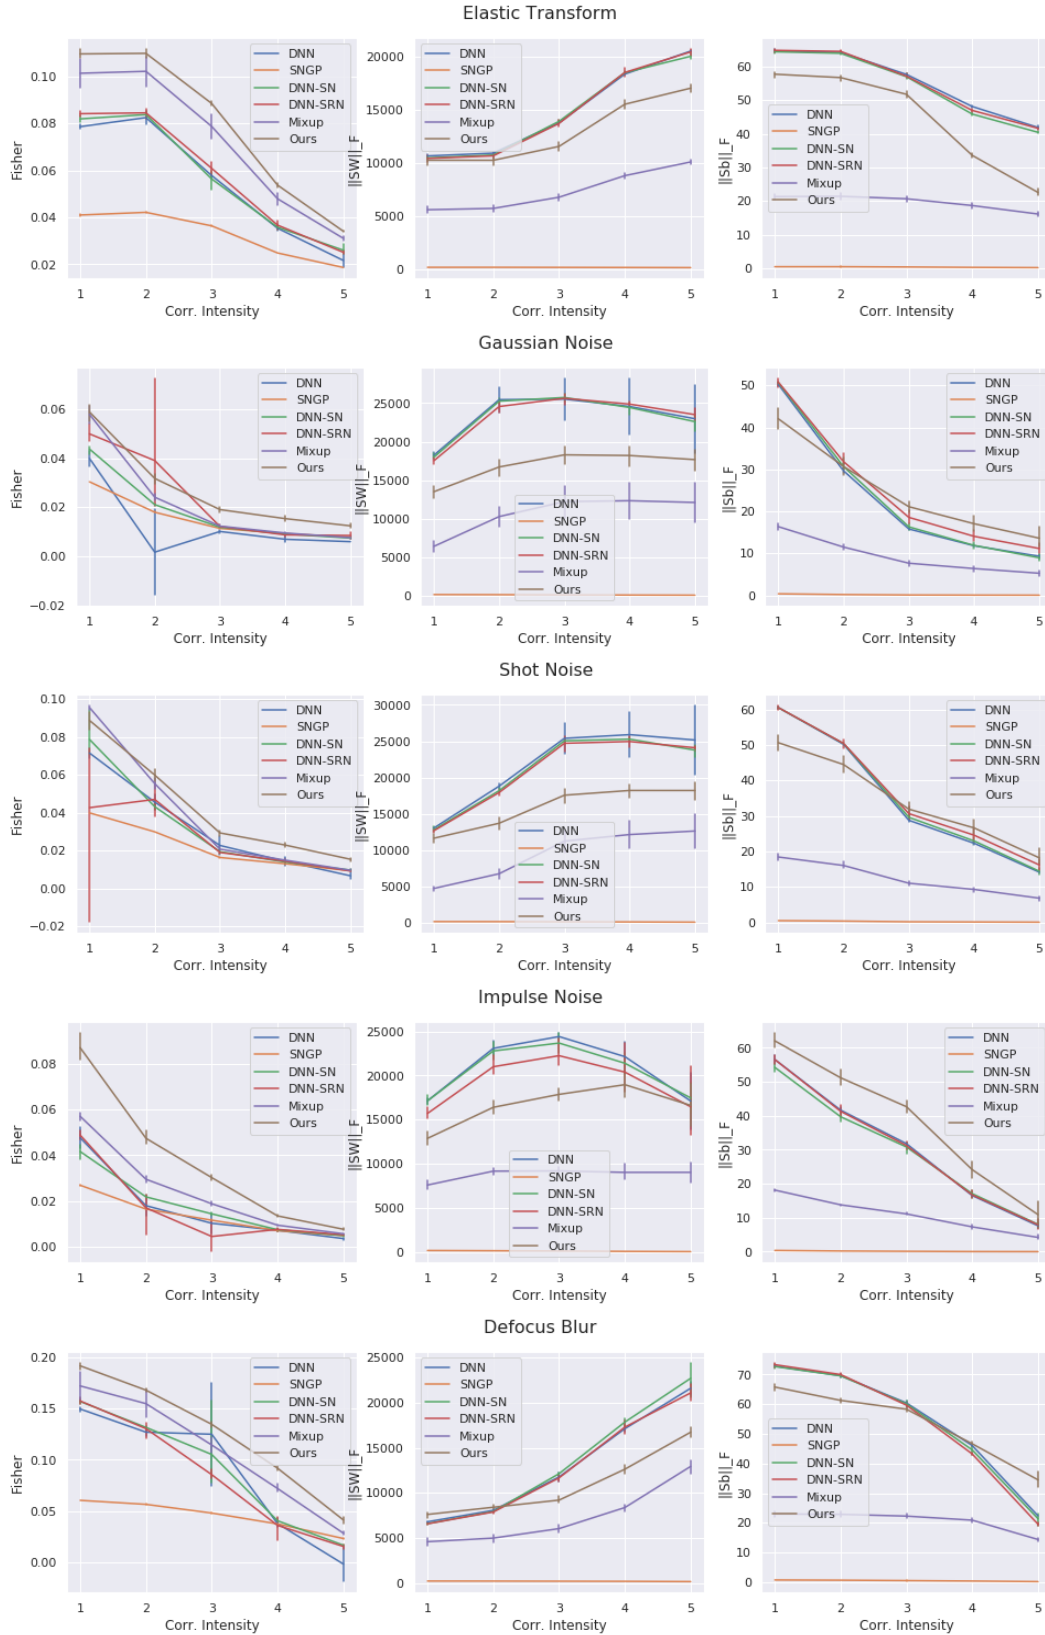 Elastic Transform
0.10
0.08
0.06
0.04
0.02
Fisher
1 2 3 4 5
Corr. Intensity
DNN
SNGP
DNN-SN
DNN-SRN
Mixup
Ours
20000
15000
10000
5000
0
||SW||_F
1 2 3 4 5
Corr. Intensity
DNN
SNGP
DNN-SN
DNN-SRN
Mixup
Ours
60
50
40
30
20
10
0
||Sb||_F
1 2 3 4 5
Corr. Intensity
DNN
SNGP
DNN-SN
DNN-SRN
Mixup
Ours
Gaussian Noise
0.06
0.04
0.02
0.00
−0.02
Fisher
1 2 3 4 5
Corr. Intensity
DNN
SNGP
DNN-SN
DNN-SRN
Mixup
Ours
25000
20000
15000
10000
5000
0
||SW||_F
1 2 3 4 5
Corr. Intensity
DNN
SNGP
DNN-SN
DNN-SRN
Mixup
Ours
50
40
30
20
10
0
||Sb||_F
1 2 3 4 5
Corr. Intensity
DNN
SNGP
DNN-SN
DNN-SRN
Mixup
Ours
Shot Noise
0.10
0.08
0.06
0.04
0.02
0.00
−0.02
Fisher
1 2 3 4 5
Corr. Intensity
DNN
SNGP
DNN-SN
DNN-SRN
Mixup
Ours
30000
25000
20000
15000
10000
5000
0
||SW||_F
1 2 3 4 5
Corr. Intensity
DNN
SNGP
DNN-SN
DNN-SRN
Mixup
Ours
60
50
40
30
20
10
0
||Sb||_F
1 2 3 4 5
Corr. Intensity
DNN
SNGP
DNN-SN
DNN-SRN
Mixup
Ours
Impulse Noise
0.08
0.06
0.04
0.02
0.00
Fisher
1 2 3 4 5
Corr. Intensity
DNN
SNGP
DNN-SN
DNN-SRN
Mixup
Ours
25000
20000
15000
10000
5000
0
||SW||_F
1 2 3 4 5
Corr. Intensity
DNN
SNGP
DNN-SN
DNN-SRN
Mixup
Ours
60
50
40
30
20
10
0
||Sb||_F
1 2 3 4 5
Corr. Intensity
DNN
SNGP
DNN-SN
DNN-SRN
Mixup
Ours
Defocus Blur
0.20
0.15
0.10
0.05
0.00
Fisher
1 2 3 4 5
Corr. Intensity
DNN
SNGP
DNN-SN
DNN-SRN
Mixup
Ours
25000
20000
15000
10000
5000
0
||SW||_F
1 2 3 4 5
Corr. Intensity
DNN
SNGP
DNN-SN
DNN-SRN
Mixup
Ours
70
60
50
40
30
20
10
0
||Sb||_F
1 2 3 4 5
Corr. Intensity
DNN
SNGP
DNN-SN
DNN-SRN
Mixup
Ours